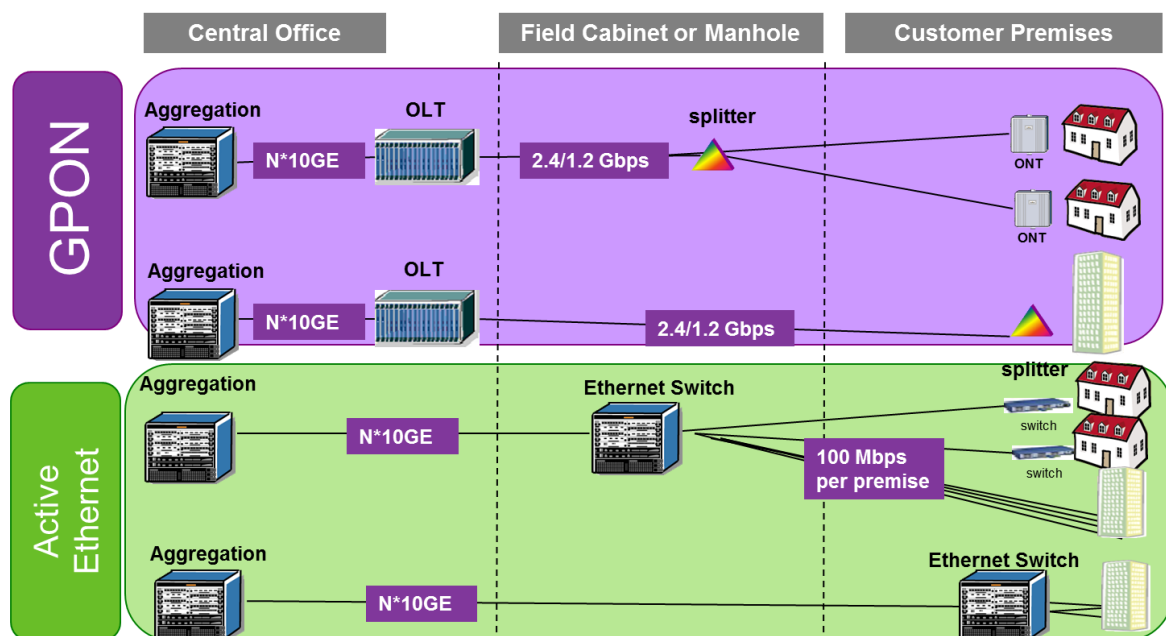 Central Office
Field Cabinet or Manhole
Customer Premises
GPON
Aggregation
OLT
splitter
N*10GE
2.4/1.2 Gbps
ONT
ONT
Aggregation
OLT
N*10GE
2.4/1.2 Gbps
splitter
Active
Ethernet
Aggregation
Ethernet Switch
N*10GE
switch
100 Mbps
per premise
switch
Aggregation
Ethernet Switch
N*10GE